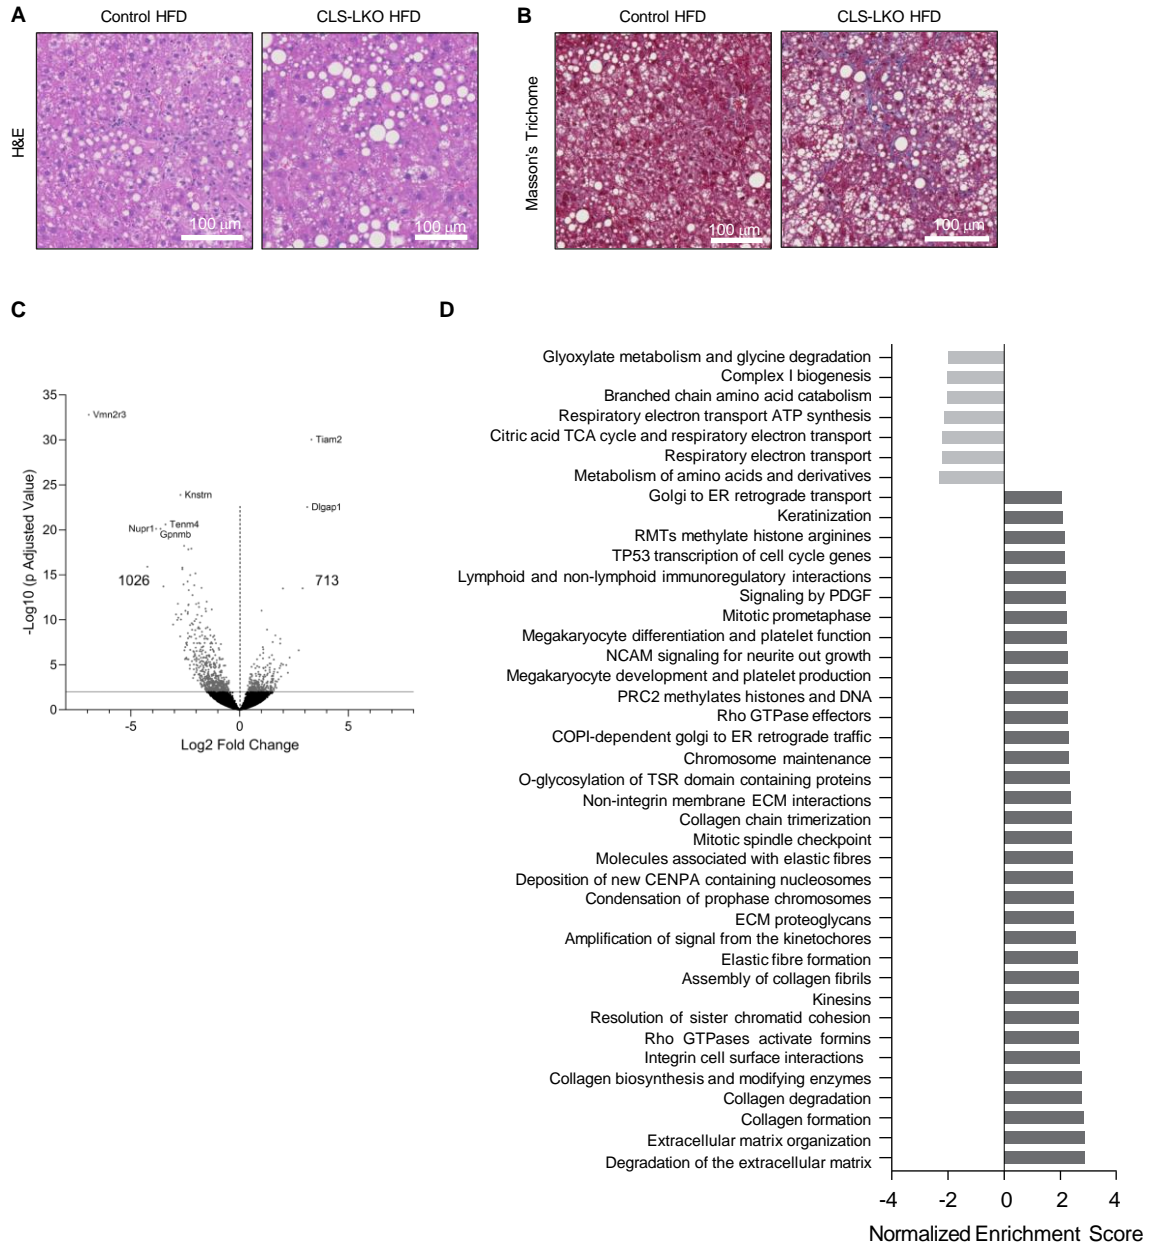 A
Control HFD
CLS-LKO HFD
H&E
100 μm
100 μm
B
Control HFD
CLS-LKO HFD
Masson's Trichome
100 μm
100 μm
C
-Log10 (p Adjusted Value)
35
30
25
20
15
10
5
0
Vmn2r3
Tiam2
Knstrn
Dlgap1
Tenm4
Nupr1
Gpnmb
1026
713
-5
0
5
Log2 Fold Change
D
Glyoxylate metabolism and glycine degradation
Complex I biogenesis
Branched chain amino acid catabolism
Respiratory electron transport ATP synthesis
Citric acid TCA cycle and respiratory electron transport
Respiratory electron transport
Metabolism of amino acids and derivatives
Golgi to ER retrograde transport
Keratinization
RMTs methylate histone arginines
TP53 transcription of cell cycle genes
Lymphoid and non-lymphoid immunoregulatory interactions
Signaling by PDGF
Mitotic prometaphase
Megakaryocyte differentiation and platelet function
NCAM signaling for neurite out growth
Megakaryocyte development and platelet production
PRC2 methylates histones and DNA
Rho GTPase effectors
COPI-dependent golgi to ER retrograde traffic
Chromosome maintenance
O-glycosylation of TSR domain containing proteins
Non-integrin membrane ECM interactions
Collagen chain trimerization
Mitotic spindle checkpoint
Molecules associated with elastic fibres
Deposition of new CENPA containing nucleosomes
Condensation of prophase chromosomes
ECM proteoglycans
Amplification of signal from the kinetochores
Elastic fibre formation
Assembly of collagen fibrils
Kinesins
Resolution of sister chromatid cohesion
Rho GTPases activate formins
Integrin cell surface interactions
Collagen biosynthesis and modifying enzymes
Collagen degradation
Collagen formation
Extracellular matrix organization
Degradation of the extracellular matrix
-4
-2
0
2
4
Normalized Enrichment Score